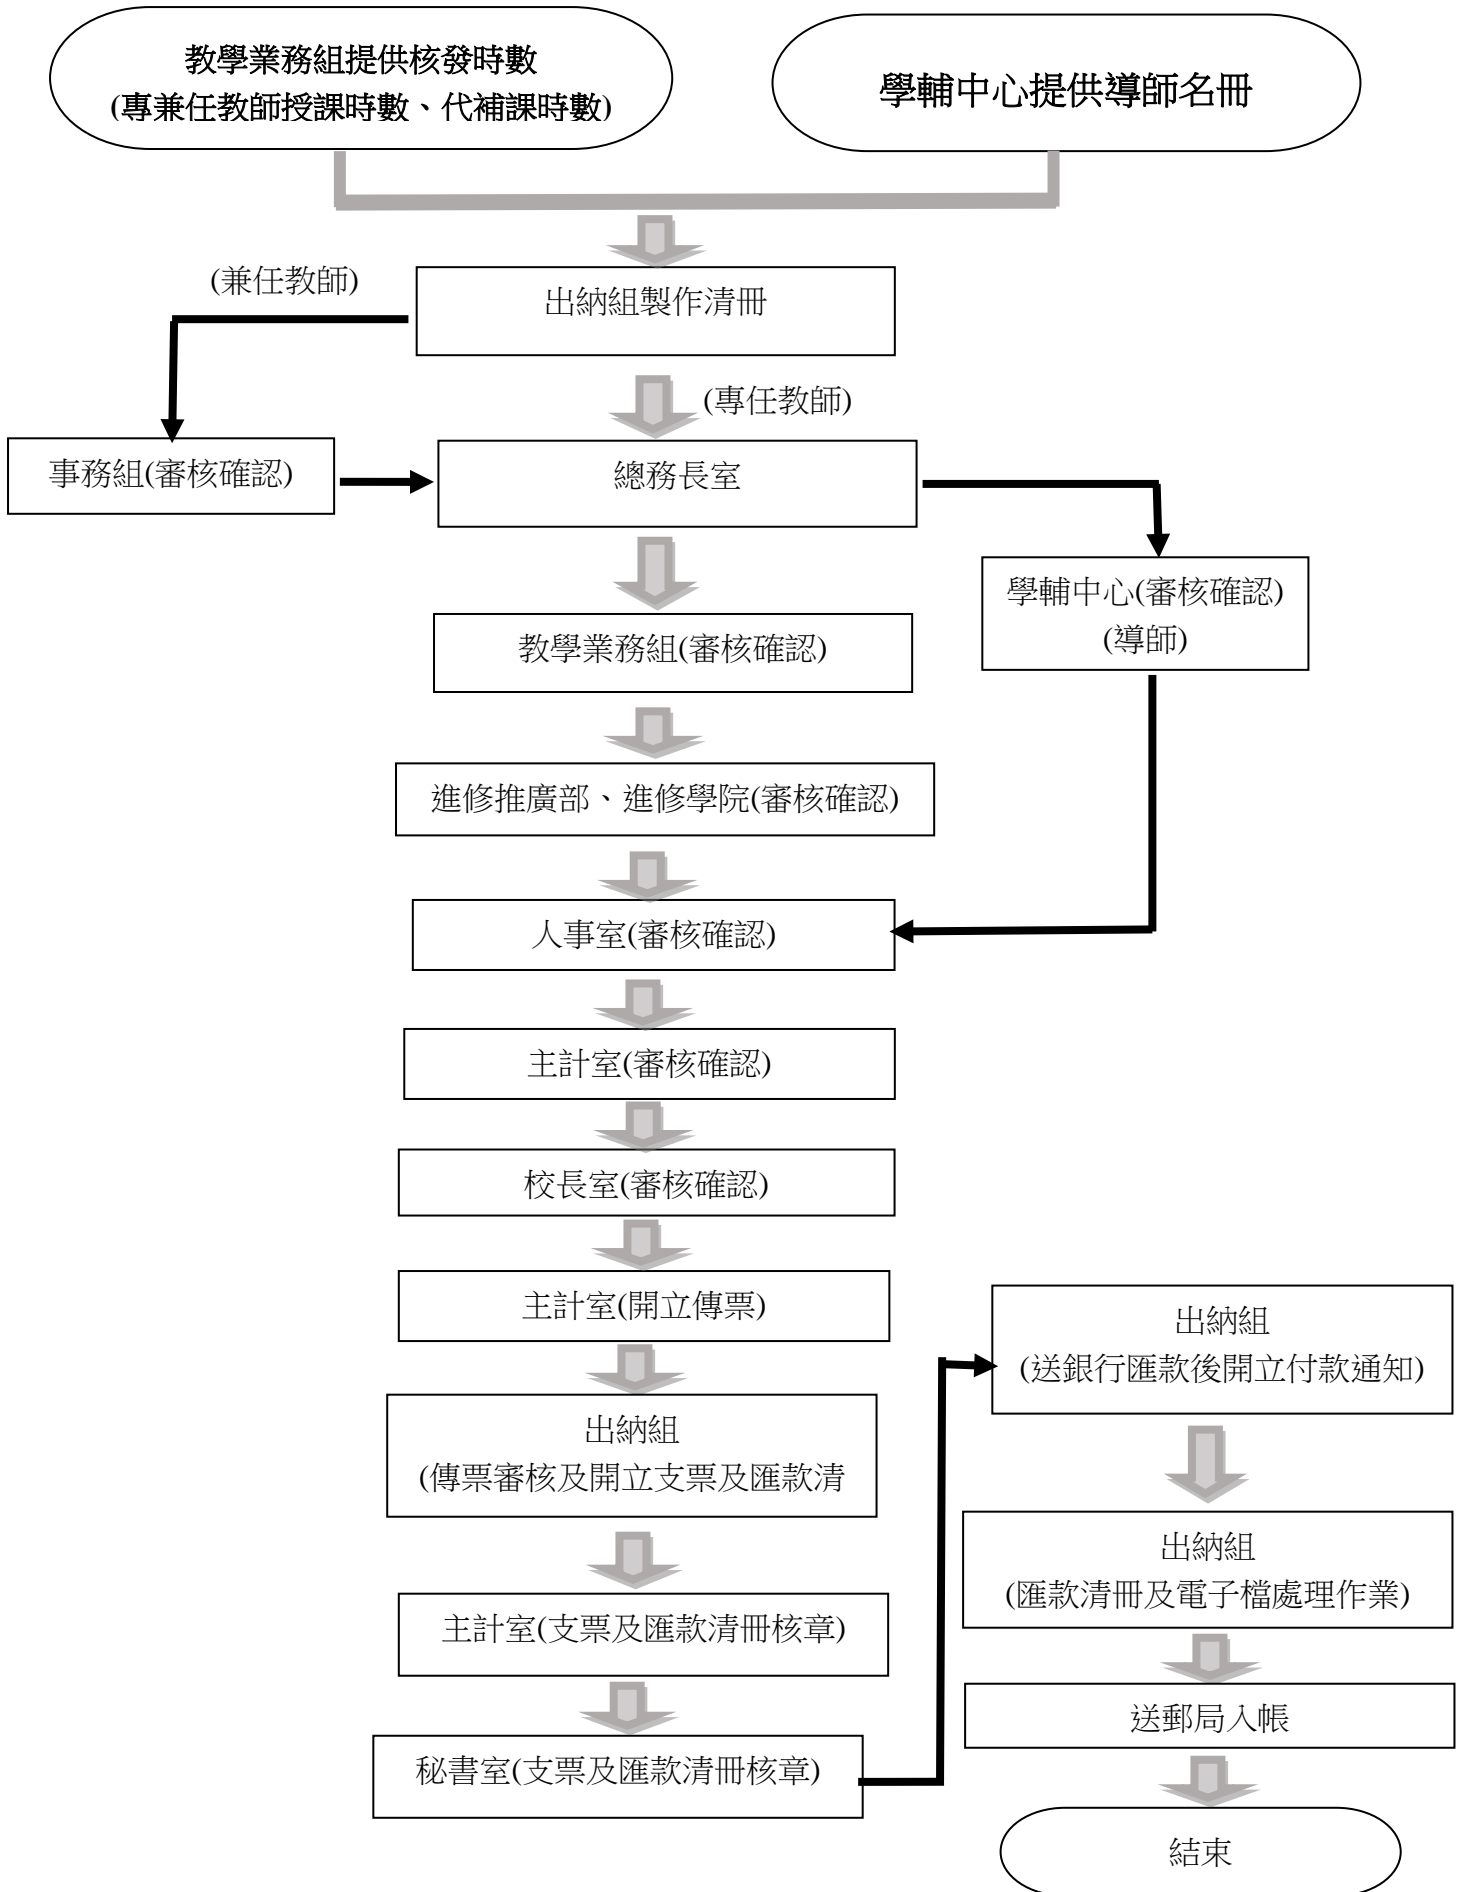 教學業務組提供核發時數
(專兼任教師授課時數、代補課時數)
學輔中心提供導師名冊
(兼任教師)
出納組製作清冊
(專任教師)
事務組(審核確認)
總務長室
學輔中心(審核確認)
(導師)
教學業務組(審核確認)
進修推廣部、進修學院(審核確認)
人事室(審核確認)
主計室(審核確認)
校長室(審核確認)
主計室(開立傳票)
出納組
(傳票審核及開立支票及匯款清
主計室(支票及匯款清冊核章)
秘書室(支票及匯款清冊核章)
出納組
(送銀行匯款後開立付款通知)
出納組
(匯款清冊及電子檔處理作業)
送郵局入帳
結束